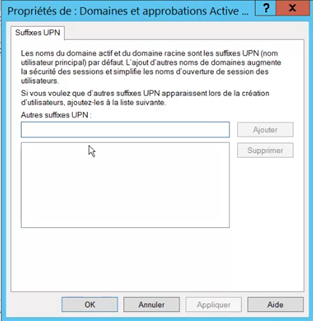 Propriétés de : Domaines et approbations Active ...
Suffixes UPN
Les noms du domaine actif et du domaine racine sont les suffixes UPN (nom
utilisateur principal) par défaut. L'ajout d'autres noms de domaines augmente
la sécurité des sessions et simplifie les noms d'ouverture de session des
utilisateurs.
Si vous voulez que d'autres suffixes UPN apparaissent lors de la création
d'utilisateurs, ajoutez-les à la liste suivante.
Autres suffixes UPN :
Ajouter
Supprimer
OK
Annuler
Appliquer
Aide